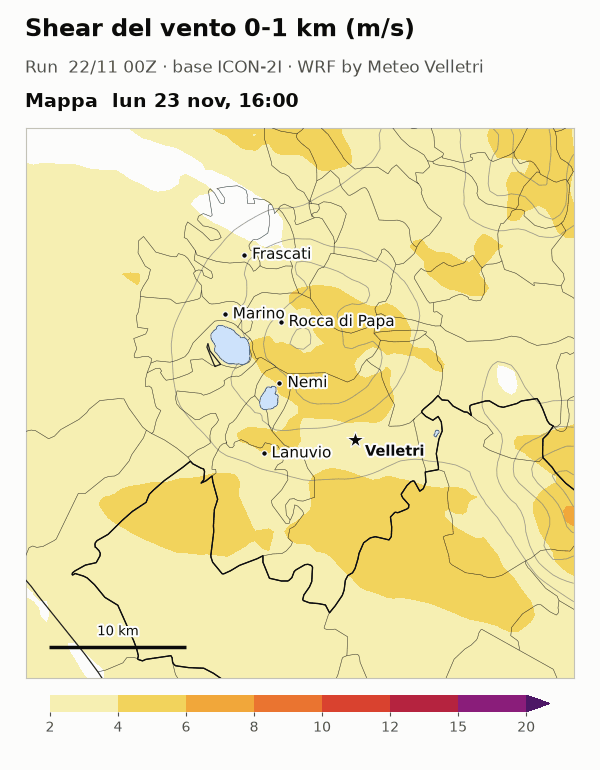 Shear del vento 0-1 km (m/s)
Run  22/11 00Z · base ICON-2I · WRF by Meteo Velletri
Mappa  lun 23 nov, 16:00
Frascati
Marino
Rocca di Papa
Nemi
Velletri
Lanuvio
10 km
2 4 6 8 10 12 15 20